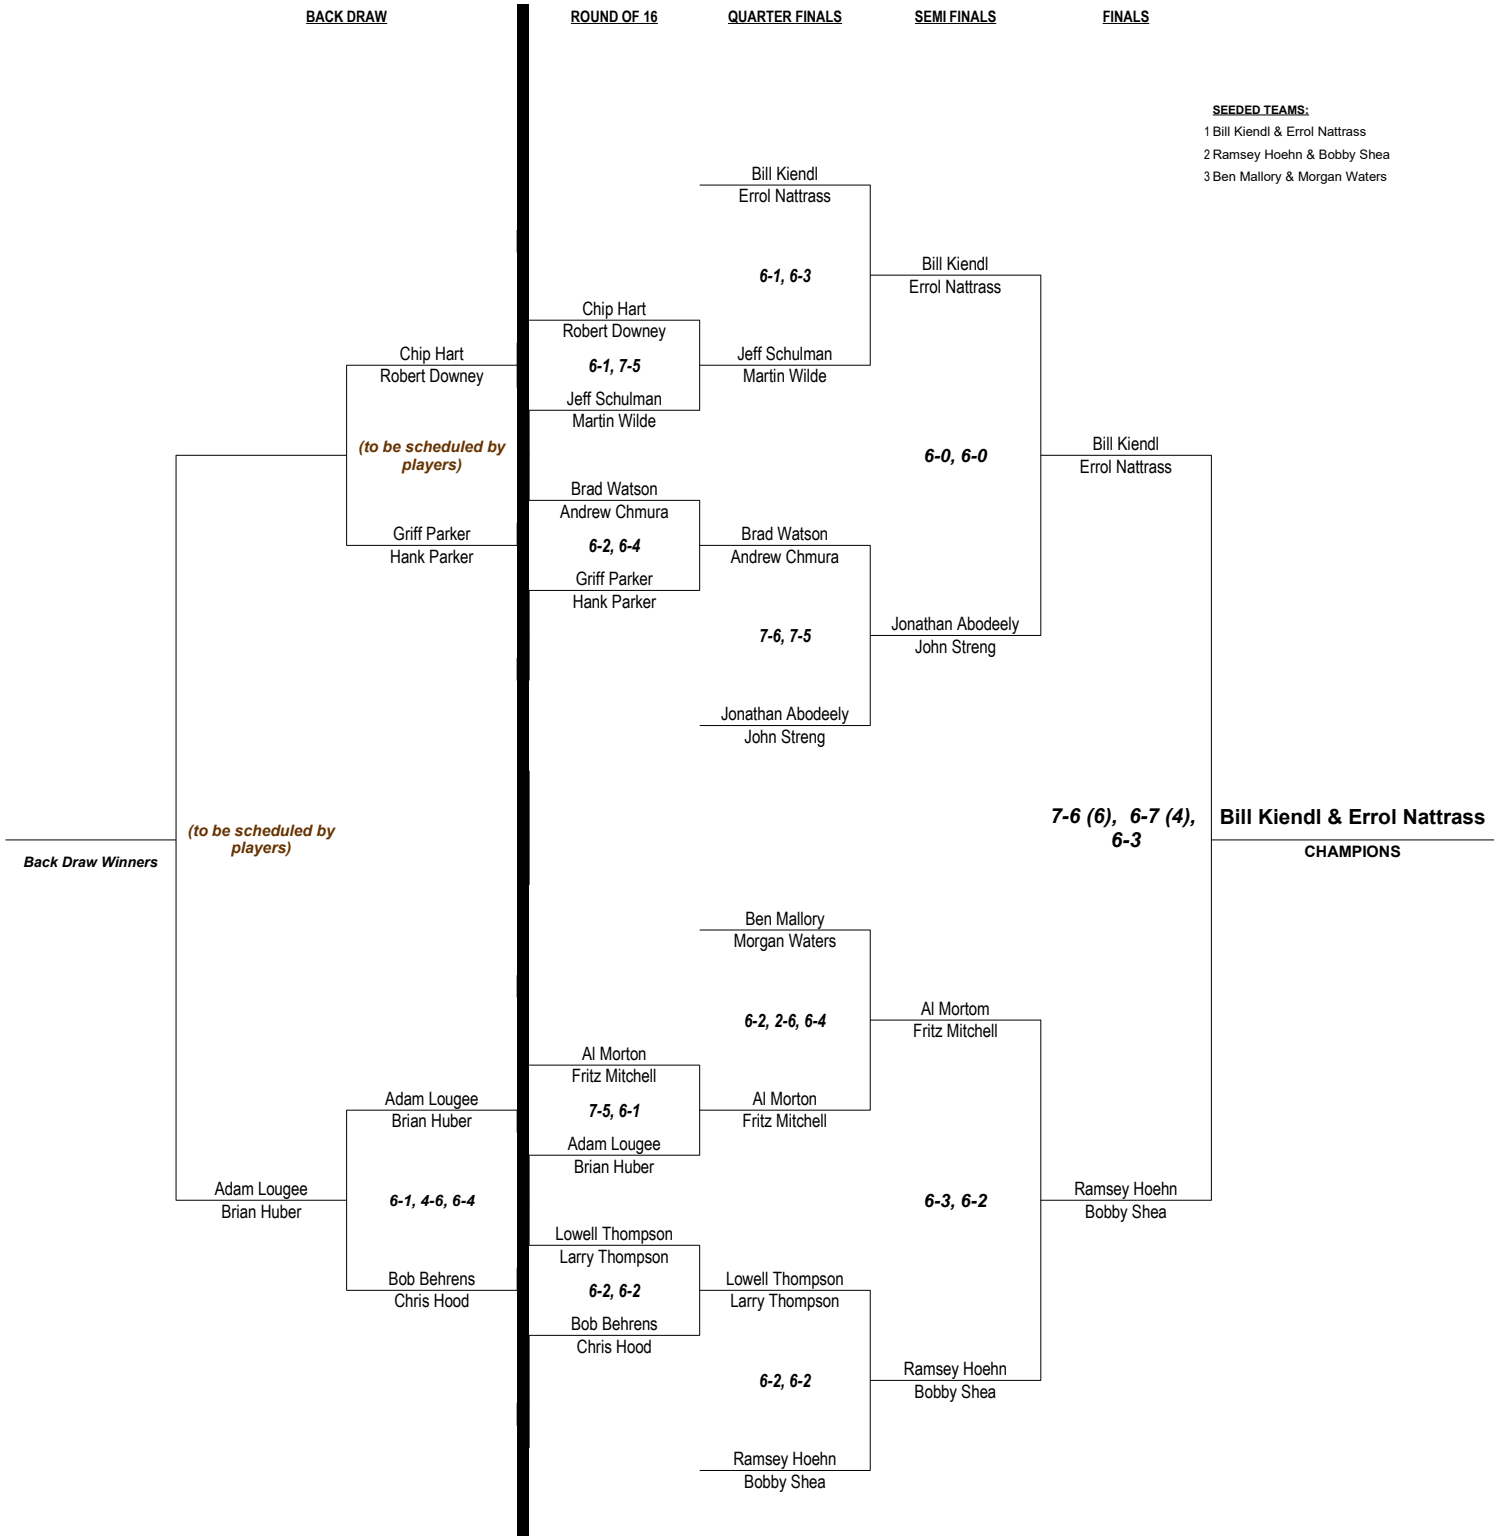 BACK DRAW
ROUND OF 16
QUARTER FINALS
SEMI FINALS
FINALS
SEEDED TEAMS:
1 Bill Kiendl & Errol Nattrass
2 Ramsey Hoehn & Bobby Shea
3 Ben Mallory & Morgan Waters
Chip Hart
Robert Downey
(to be scheduled by
players)
Griff Parker
Hank Parker
(to be scheduled by
players)
Back Draw Winners
Adam Lougee
Brian Huber
Adam Lougee
Brian Huber
6-1, 4-6, 6-4
Bob Behrens
Chris Hood
Chip Hart
Robert Downey
6-1, 7-5
Jeff Schulman
Martin Wilde
Brad Watson
Andrew Chmura
6-2, 6-4
Griff Parker
Hank Parker
Al Morton
Fritz Mitchell
7-5, 6-1
Adam Lougee
Brian Huber
Lowell Thompson
Larry Thompson
6-2, 6-2
Bob Behrens
Chris Hood
Bill Kiendl
Errol Nattrass
6-1, 6-3
Jeff Schulman
Martin Wilde
Brad Watson
Andrew Chmura
7-6, 7-5
Jonathan Abodeely
John Streng
Ben Mallory
Morgan Waters
6-2, 2-6, 6-4
Al Morton
Fritz Mitchell
Lowell Thompson
Larry Thompson
6-2, 6-2
Ramsey Hoehn
Bobby Shea
Bill Kiendl
Errol Nattrass
6-0, 6-0
Jonathan Abodeely
John Streng
Al Mortom
Fritz Mitchell
6-3, 6-2
Ramsey Hoehn
Bobby Shea
Bill Kiendl
Errol Nattrass
7-6 (6), 6-7 (4),
6-3
Ramsey Hoehn
Bobby Shea
Bill Kiendl & Errol Nattrass
CHAMPIONS